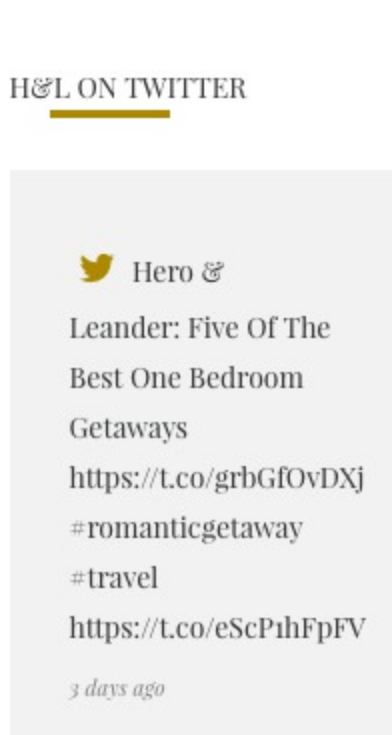 H&L ON TWITTER
Hero &
Leander: Five Of The
Best One Bedroom
Getaways
https://t.co/grbGfOvDXj
#romanticgetaway
#travel
https://t.co/eScP1hFpFV
3 days ago